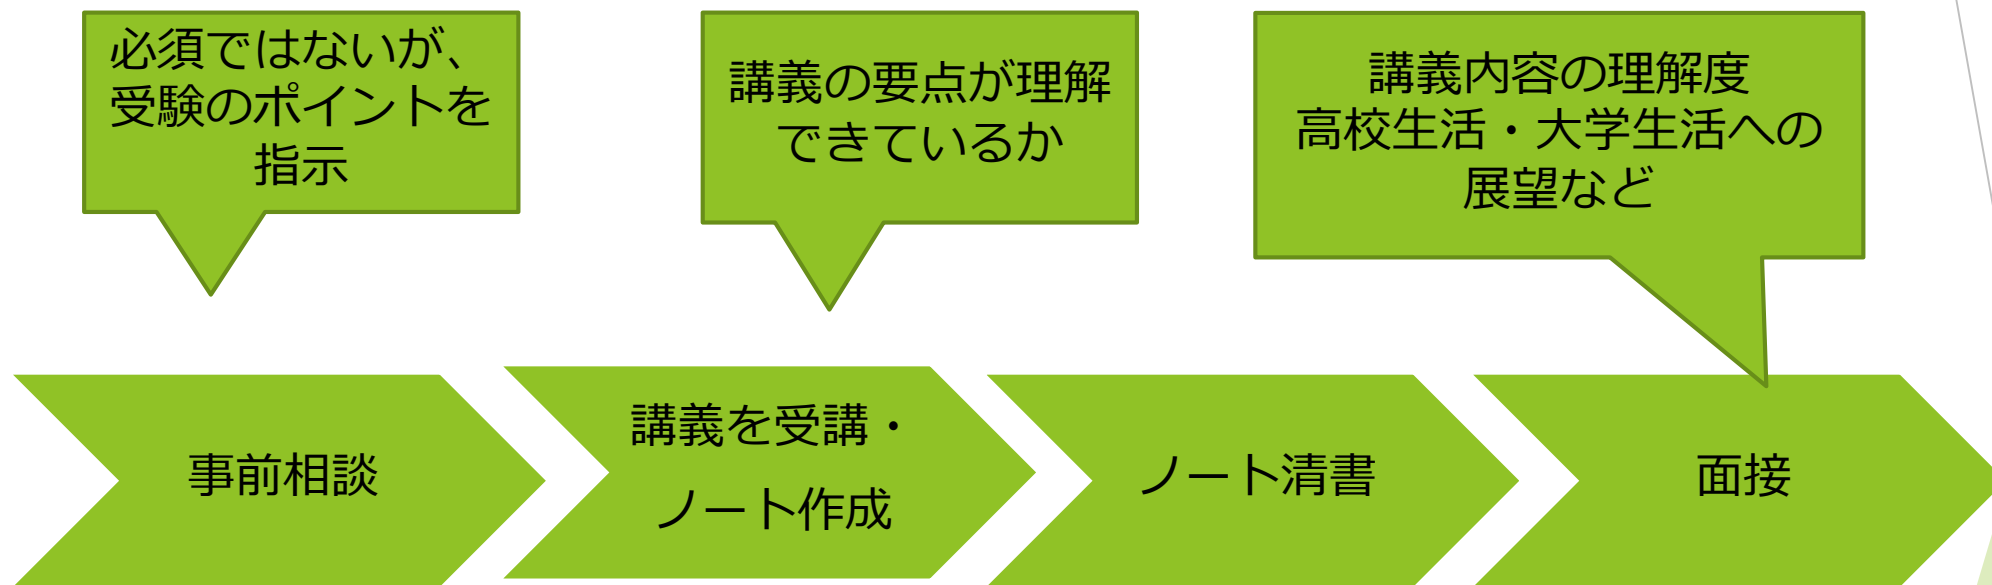 必須ではないが、
受験のポイントを
指示
講義の要点が理解
できているか
講義内容の理解度
高校生活・大学生活への
展望など
事前相談
講義を受講・
ノート作成
ノート清書
面接